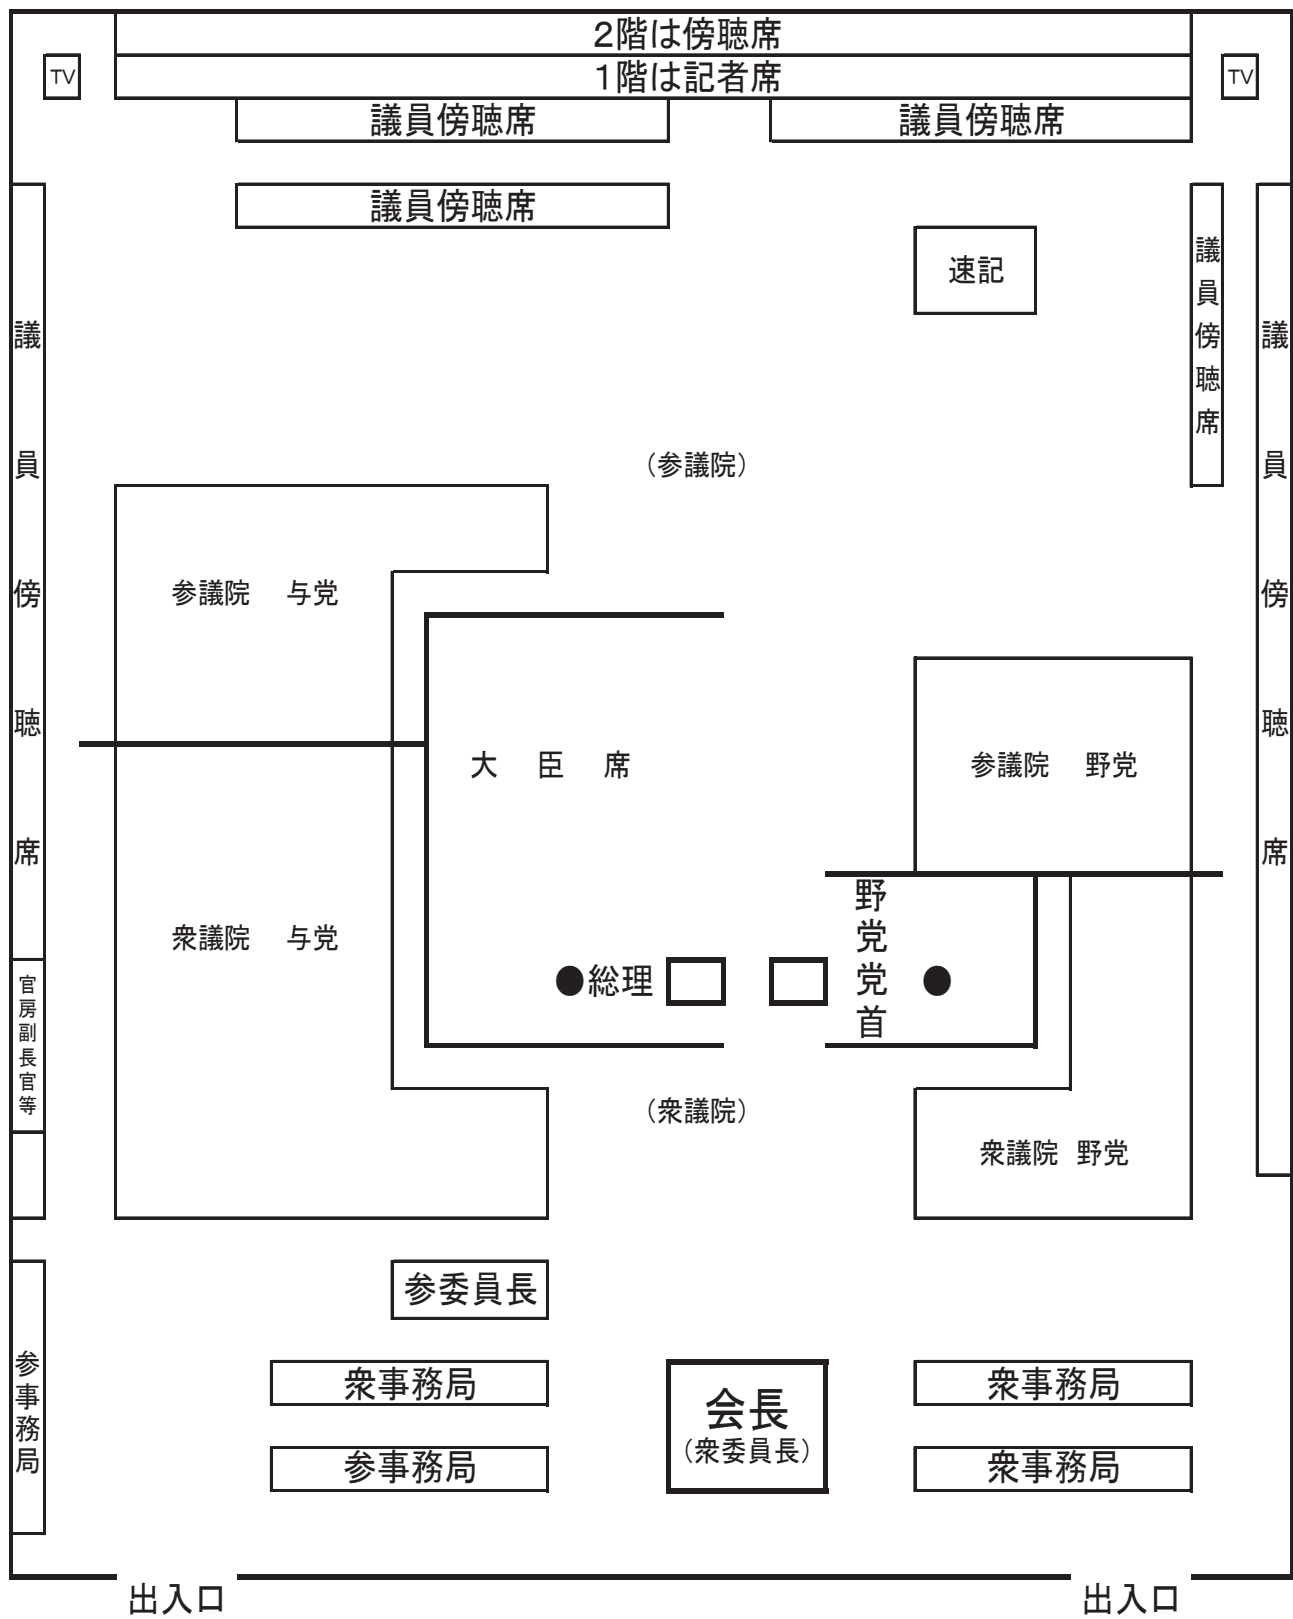 2階は傍聴席
TV
1階は記者席
TV
議員傍聴席
議員傍聴席
議員傍聴席
議員傍聴席
速記
議員傍聴席
議員傍聴席
（参議院）
参議院　与党
大　臣　席
参議院　野党
衆議院　与党
野党党首
●総理
●
官房副長官等
（衆議院）
衆議院 野党
参委員長
参事務局
衆事務局
会長
（衆委員長）
衆事務局
参事務局
衆事務局
出入口
出入口